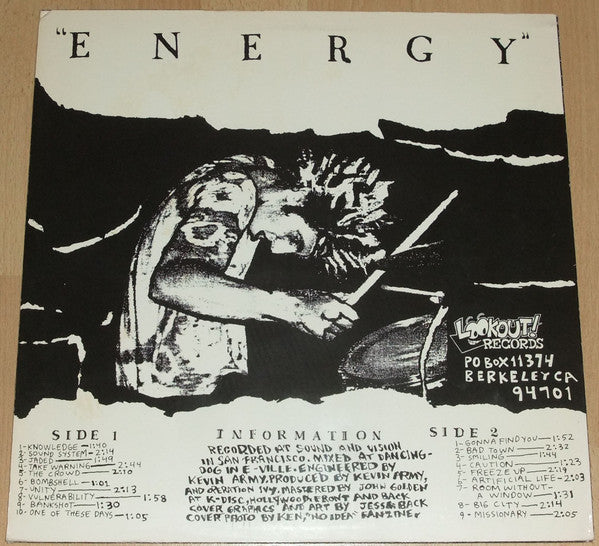 "ENERGY"
LOOKOUT!
RECORDS
PO BOX 11374
BERKELEY CA
94701
SIDE 1
1-KNOWLEDGE-1:40
2-SOUND SYSTEM-2:14
3-JADED-1:49
4-TAKE WARNING-2:44
5-THE CROWD-2:10
6-BOMBSHELL-1:01
7-UNITY-2:13
8-VULNERABILITY-1:58
9-BANKSHOT-1:30
10-ONE OF THESE DAYS-1:05
INFORMATION
RECORDED AT SOUND AND VISION
IN SAN FRANCISCO. MIXED AT DANCING-
DOG IN E-VILLE. ENGINEERED BY
KEVIN ARMY. PRODUCED BY KEVIN ARMY,
AND OPERATION IVY. MASTERED BY JOHN GOLDEN
AT K-DISC, HOLLYWOOD. FRONT AND BACK
COVER GRAPHICS AND ART BY JESS & BACK
COVER PHOTO BY KEN, "NO IDEA" FANZINE.
SIDE 2
1-GONNA FIND YOU-1:52
2-BAD TOWN-2:32
3-SMILING-1:44
4-CAUTION-1:23
5-FREEZE UP-2:19
6-ARTIFICIAL LIFE-2:03
7-ROOM WITHOUT-
A WINDOW-1:31
8-BIG CITY-2:14
9-MISSIONARY-2:05